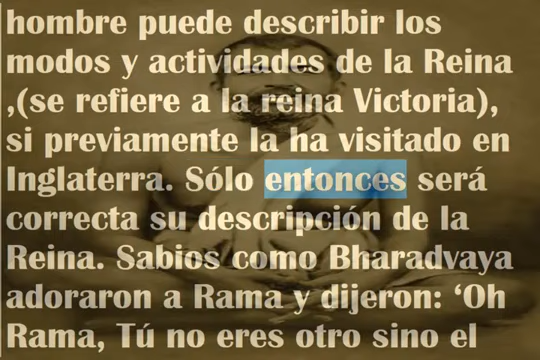 hombre puede describir los
modos y actividades de la Reina
,(se refiere a la reina Victoria),
si previamente la ha visitado en
Inglaterra. Sólo entonces será
correcta su descripción de la
Reina. Sabios como Bharadvaya
adoraron a Rama y dijeron: ‘Oh
Rama, Tú no eres otro sino el